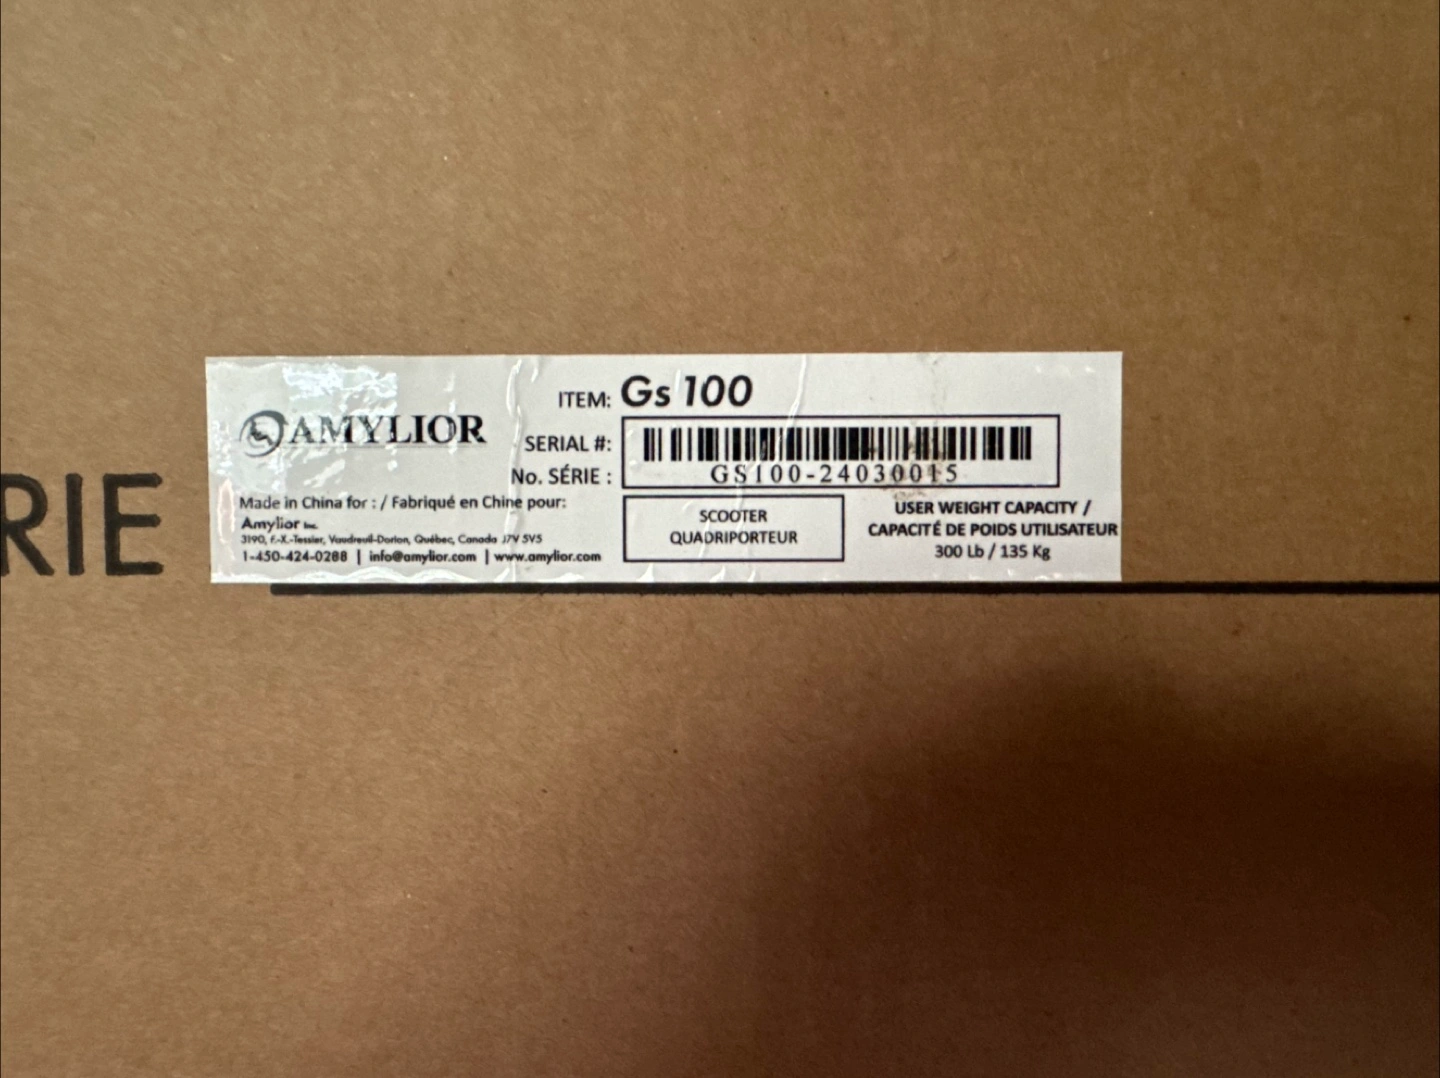 RIE
AMYLIOR
ITEM: Gs 100
SERIAL #:
No. SÉRIE :
GS100-24030015
Made in China for : / Fabriqué en Chine pour:
Amylior Inc.
3190, F.-X.-Tessier, Vaudreuil-Dorion, Québec, Canada J7V 5V5
1-450-424-0288 | info@amylior.com | www.amylior.com
SCOOTER
QUADRIPORTEUR
USER WEIGHT CAPACITY /
CAPACITÉ DE POIDS UTILISATEUR
300 Lb / 135 Kg